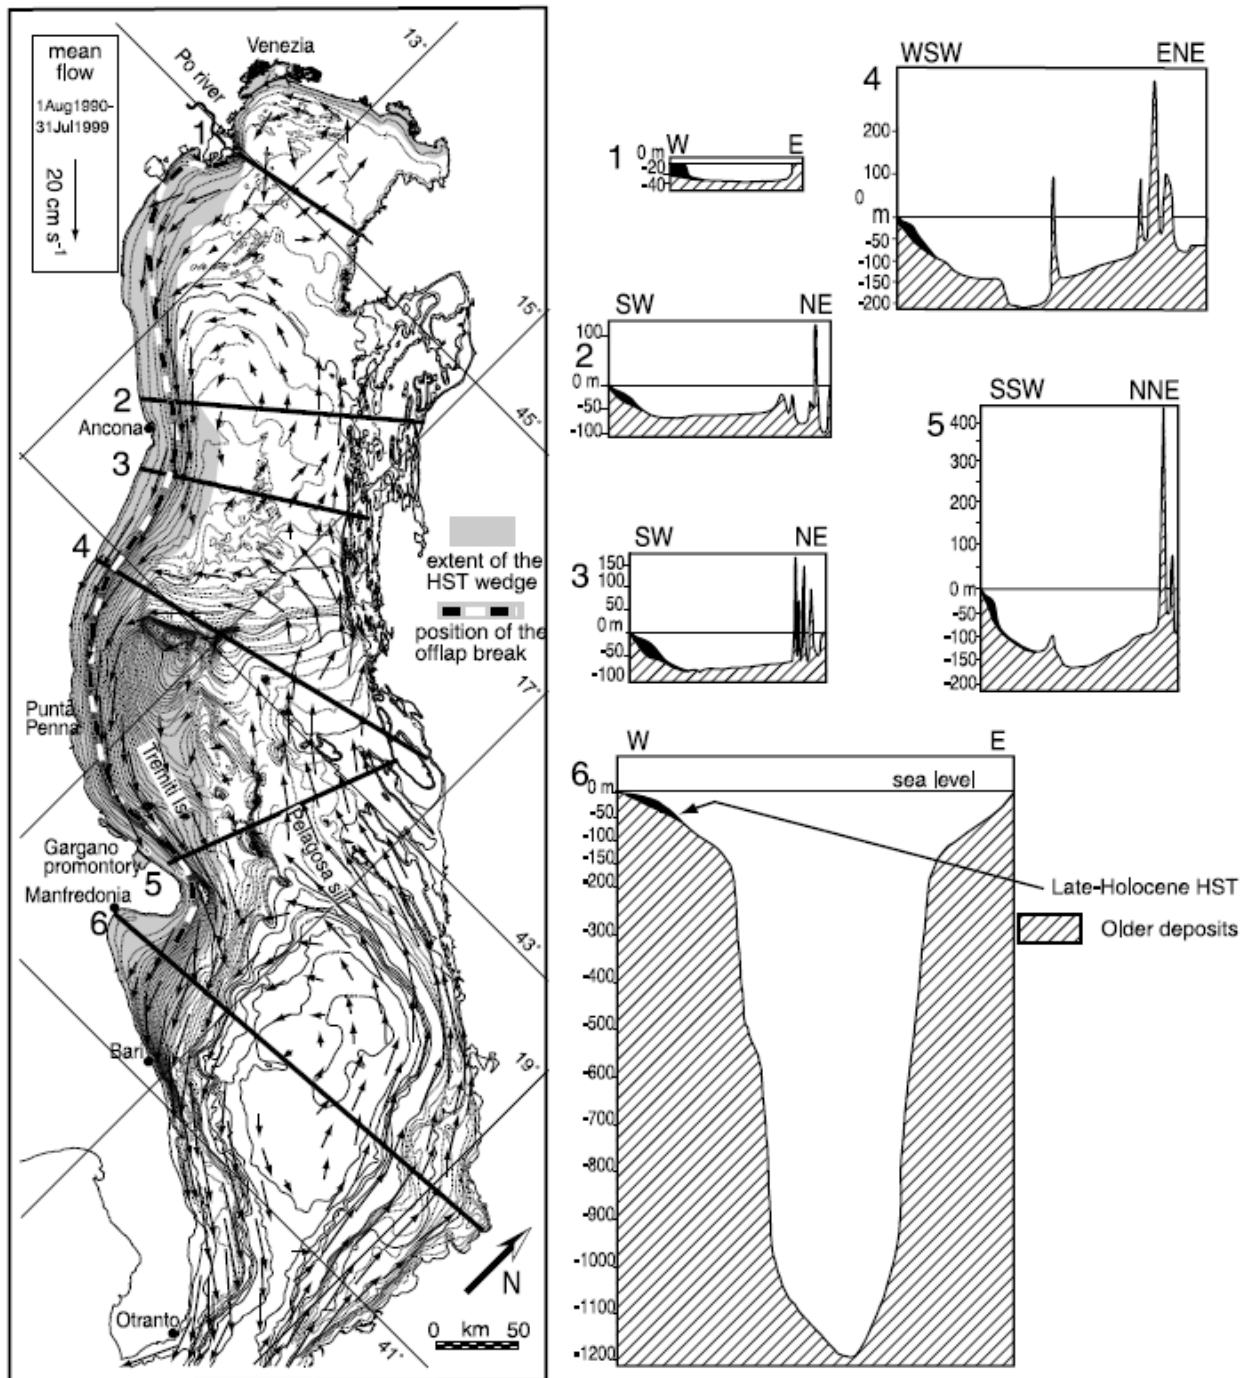 mean
flow
1Aug1990-
31Jul1999
20 cm s-1
Po river
Venezia
13°
15°
45°
17°
43°
19°
41°
1
2
Ancona
3
4
extent of the
HST wedge
position of the
offlap break
Punta
Penna
Tremiti Is.
Pelagosa sill
Gargano
promontory
5
Manfredonia
6
Bari
Otranto
N
0 km 50
1
W E
0 m
-20
-40
2
SW NE
100
50
0 m
-50
-100
3
SW NE
150
100
50
0 m
-50
-100
4
WSW ENE
200
100
0
m
-50
-100
-150
-200
5
SSW NNE
400
300
200
100
0 m
-50
-100
-150
-200
6
W E
sea level
0 m
-50
-100
-150
-200
-300
-400
-500
-600
-700
-800
-900
-1000
-1100
-1200
Late-Holocene HST
Older deposits